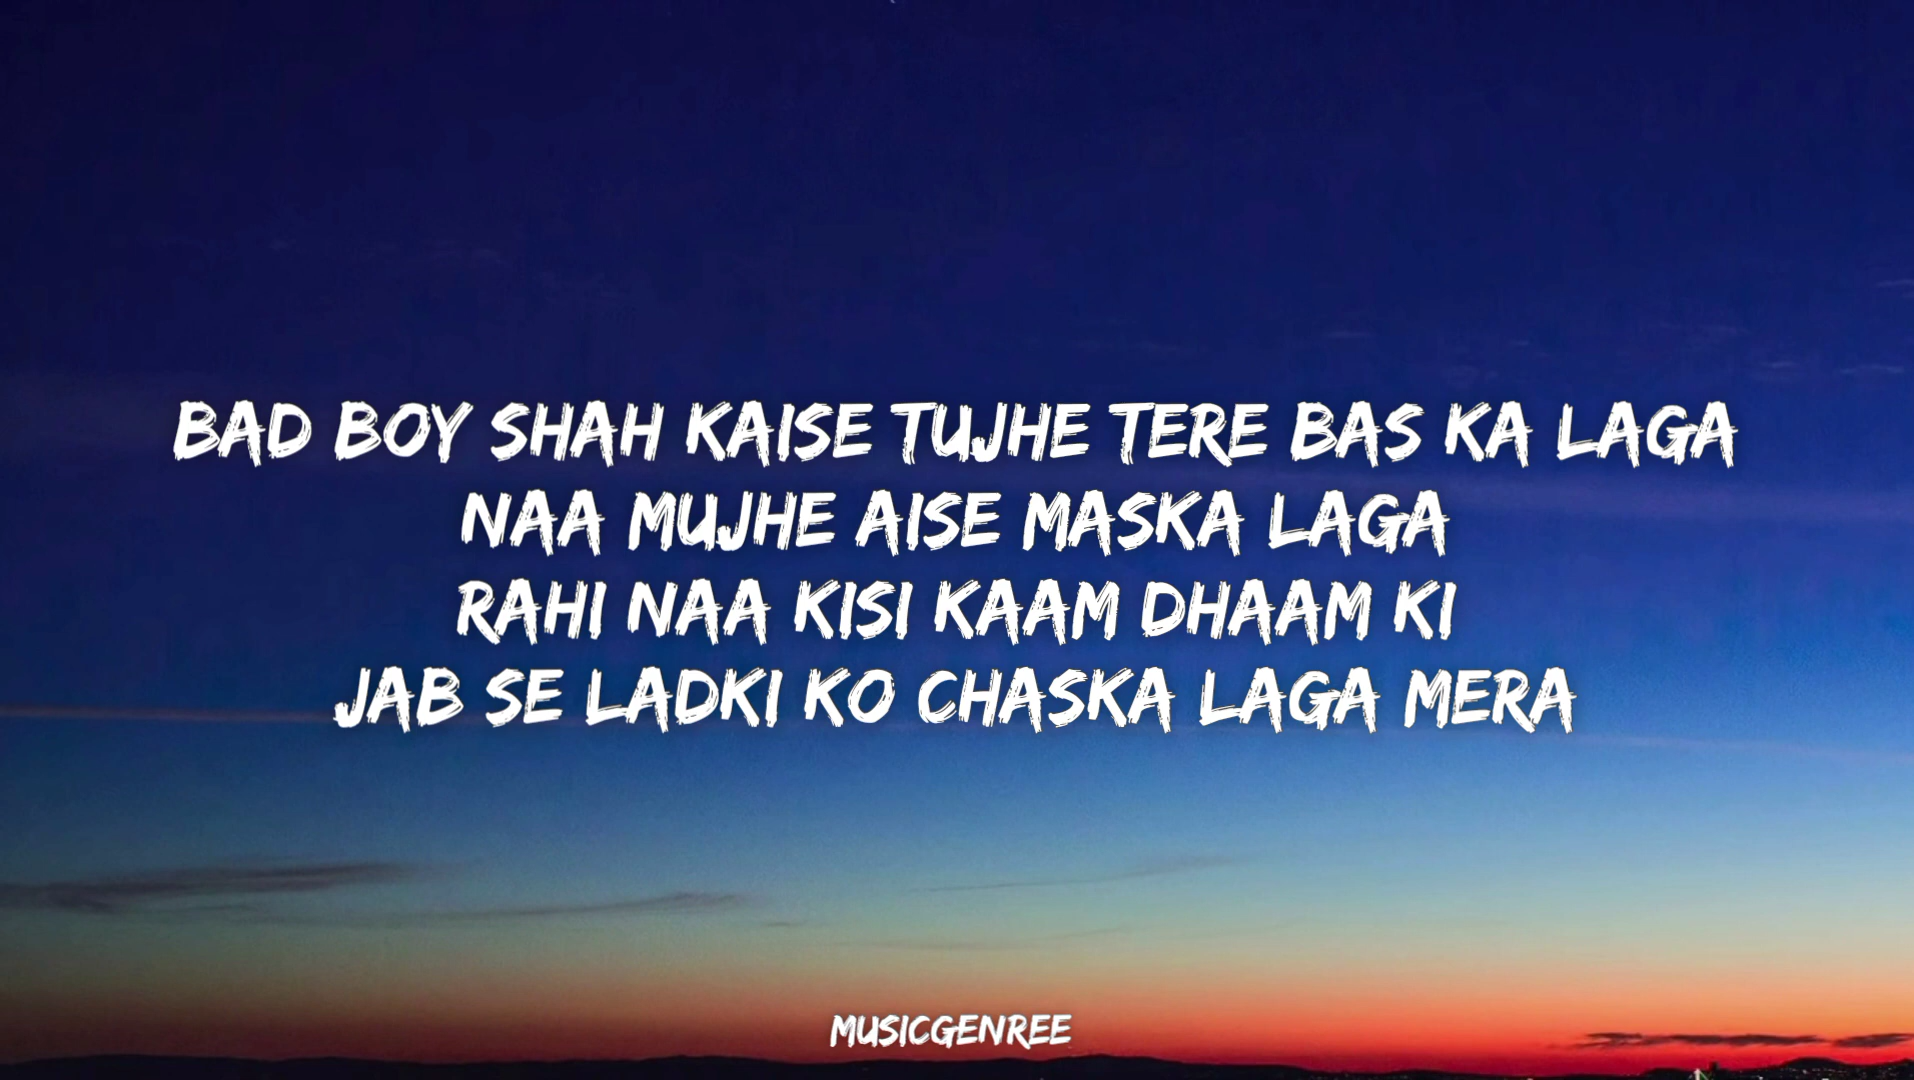 BAD BOY SHAH KAISE TUJHE TERE BAS KA LAGA
NAA MUJHE AISE MASKA LAGA
RAHI NAA KISI KAAM DHAAM KI
JAB SE LADKI KO CHASKA LAGA MERA
MUSICGENREE